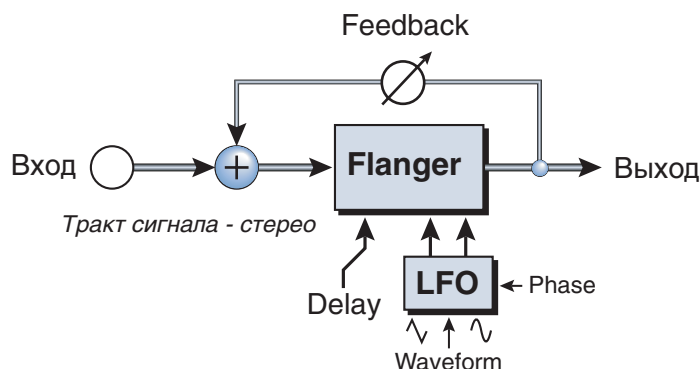 Feedback
Вход
+
Flanger
Выход
Тракт сигнала - стерео
Delay
LFO
Phase
Waveform